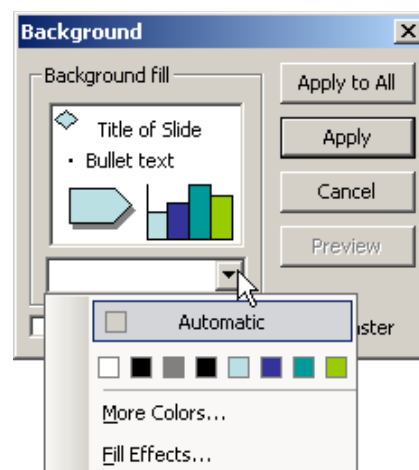 Background
Background fill
Apply to All
Title of Slide
Bullet text
Apply
Cancel
Preview
Automatic
More Colors...
Fill Effects...